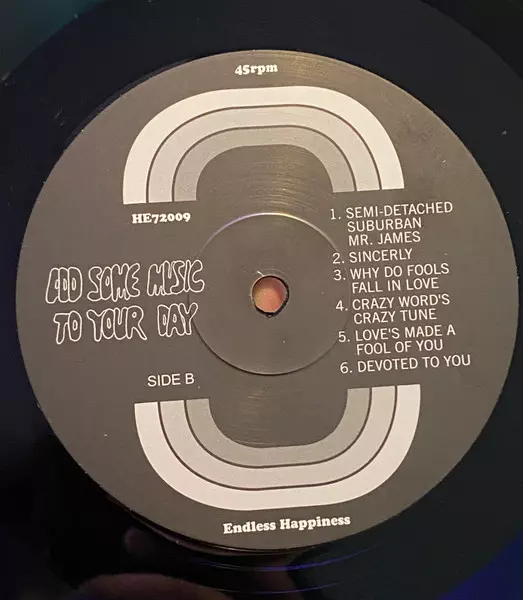 45rpm
HE72009
ADD SOME MUSIC
TO YOUR DAY
SIDE B
1. SEMI-DETACHED
SUBURBAN
MR. JAMES
2. SINCERLY
3. WHY DO FOOLS
FALL IN LOVE
4. CRAZY WORD'S
CRAZY TUNE
5. LOVE'S MADE A
FOOL OF YOU
6. DEVOTED TO YOU
Endless Happiness